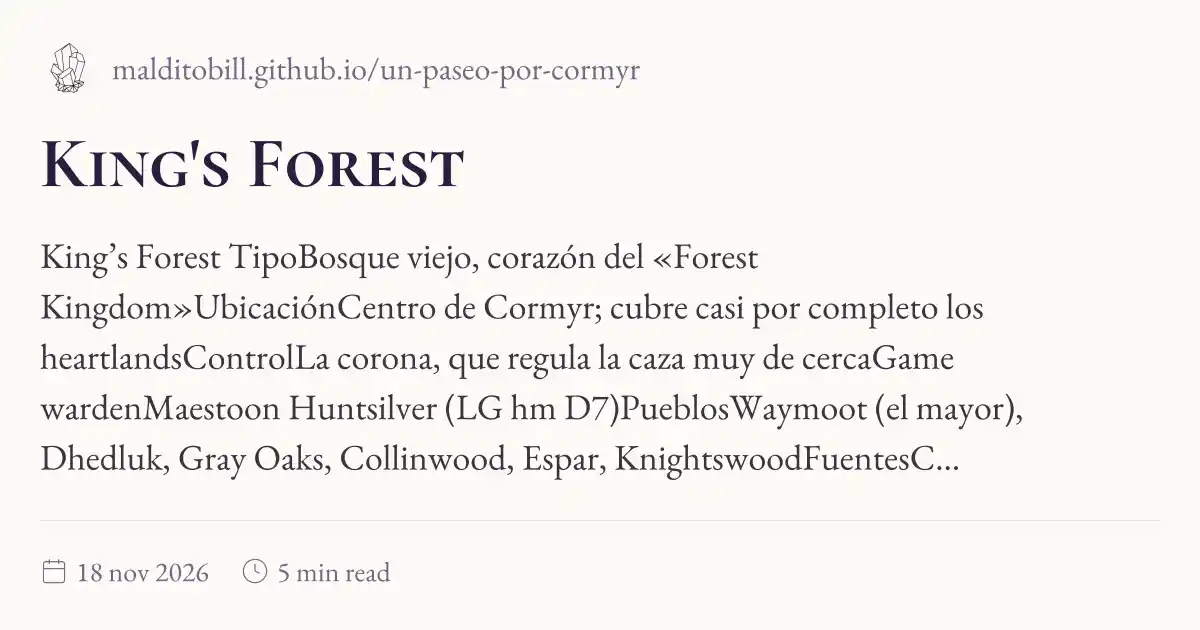 malditobill.github.io/un-paseo-por-cormyr
King's Forest
King’s Forest TipoBosque viejo, corazón del «Forest
Kingdom»UbicaciónCentro de Cormyr; cubre casi por completo los
heartlandsControlLa corona, que regula la caza muy de cercaGame
wardenMaestoon Huntsilver (LG hm D7)PueblosWaymoot (el mayor),
Dhedluk, Gray Oaks, Collinwood, Espar, KnightswoodFuentesC...
18 nov 2026 5 min read